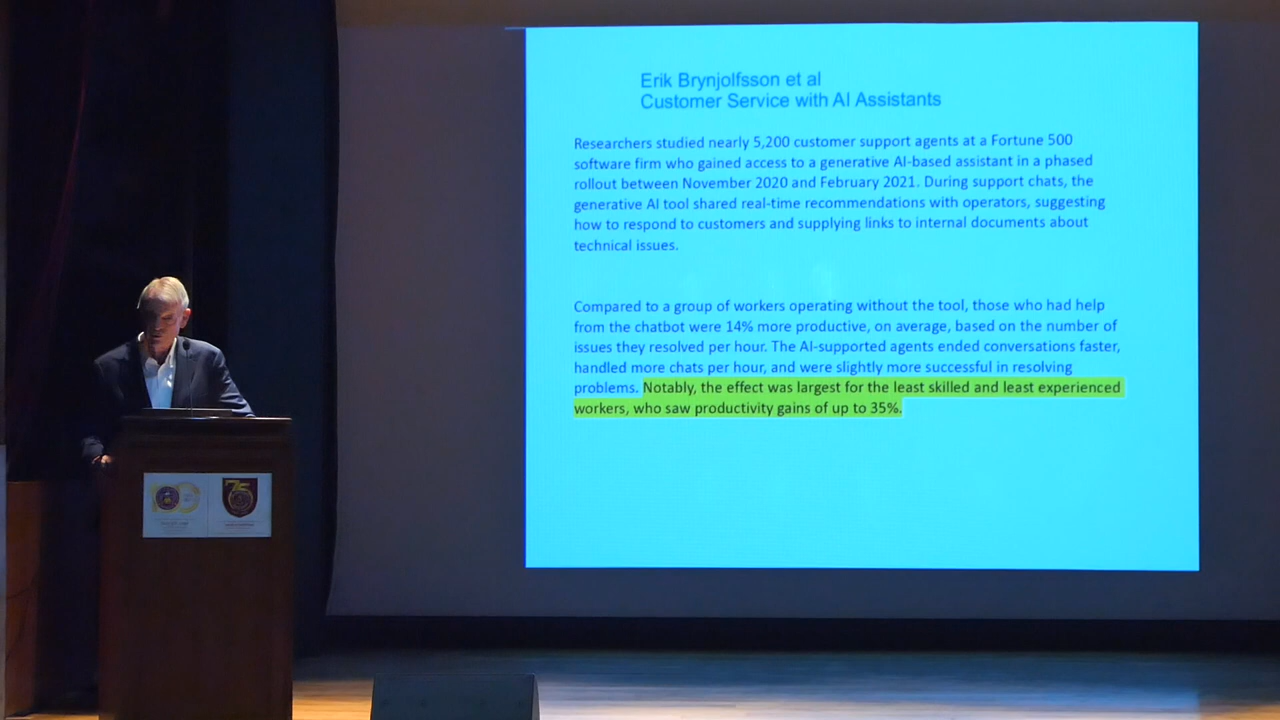 Erik Brynjolfsson et al
Customer Service with AI Assistants
Researchers studied nearly 5,200 customer support agents at a Fortune 500
software firm who gained access to a generative AI-based assistant in a phased
rollout between November 2020 and February 2021. During support chats, the
generative AI tool shared real-time recommendations with operators, suggesting
how to respond to customers and supplying links to internal documents about
technical issues.
Compared to a group of workers operating without the tool, those who had help
from the chatbot were 14% more productive, on average, based on the number of
issues they resolved per hour. The AI-supported agents ended conversations faster,
handled more chats per hour, and were slightly more successful in resolving
problems. Notably, the effect was largest for the least skilled and least experienced
workers, who saw productivity gains of up to 35%.
100
75